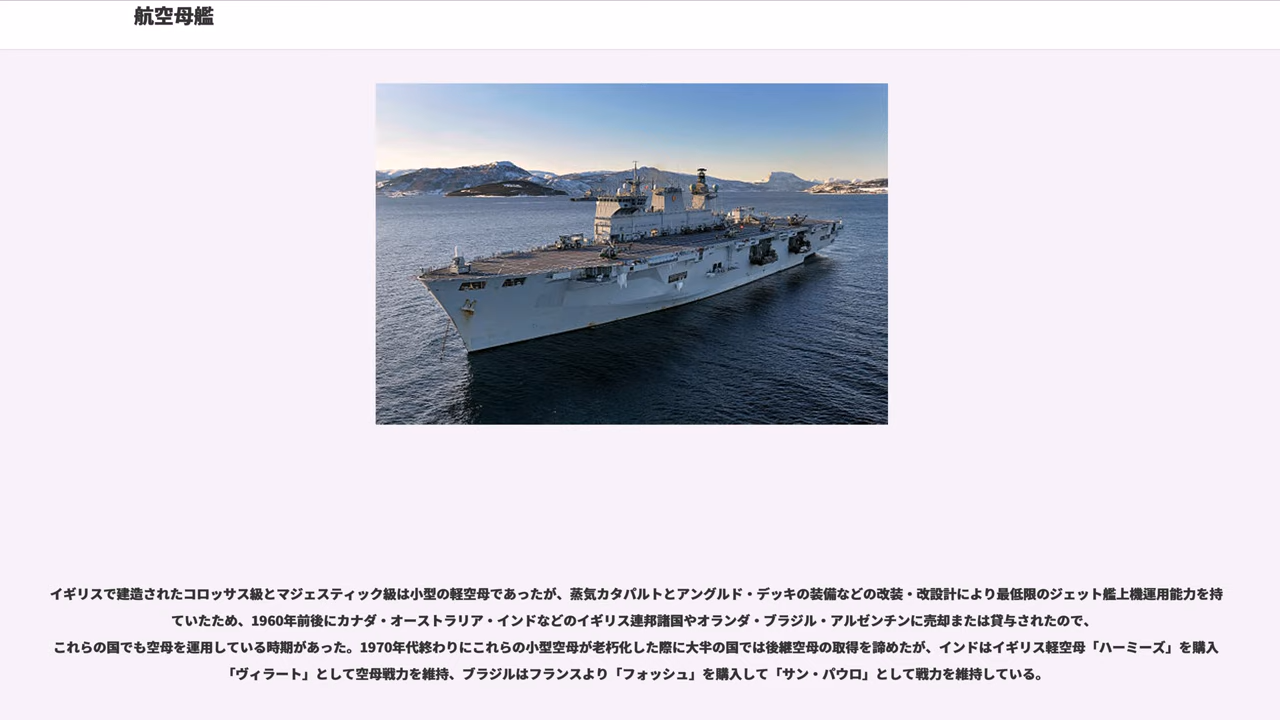 航空母艦
イギリスで建造されたコロッサス級とマジェスティック級は小型の軽空母であったが、蒸気カタパルトとアングルド・デッキの装備などの改装・改設計により最低限のジェット艦上機運用能力を持
ていたため、1960年前後にカナダ・オーストラリア・インドなどのイギリス連邦諸国やオランダ・ブラジル・アルゼンチンに売却または貸与されたので、
これらの国でも空母を運用している時期があった。1970年代終わりにこれらの小型空母が老朽化した際に大半の国では後継空母の取得を諦めたが、インドはイギリス軽空母「ハーミーズ」を購入
「ヴィラート」として空母戦力を維持、ブラジルはフランスより「フォッシュ」を購入して「サン・パウロ」として戦力を維持している。